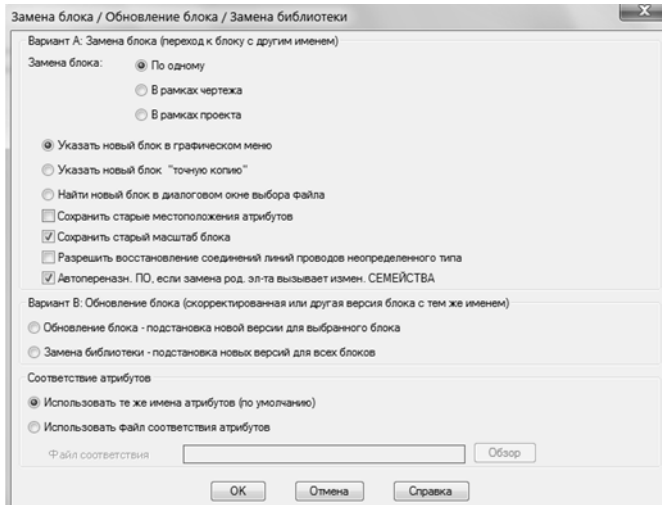 Замена блока / Обновление блока / Замена библиотеки
Вариант А: Замена блока (переход к блоку с другим именем)
Замена блока: По одному
В рамках чертежа
В рамках проекта
Указать новый блок в графическом меню
Указать новый блок "точную копию"
Найти новый блок в диалоговом окне выбора файла
Сохранить старые местоположения атрибутов
Сохранить старый масштаб блока
Разрешить восстановление соединений линий проводов неопределенного типа
Автопереназн. ПО, если замена род. эл-та вызывает измен. СЕМЕЙСТВА
Вариант В: Обновление блока (скорректированная или другая версия блока с тем же именем)
Обновление блока - подстановка новой версии для выбранного блока
Замена библиотеки - подстановка новых версий для всех блоков
Соответствие атрибутов
Использовать те же имена атрибутов (по умолчанию)
Использовать файл соответствия атрибутов
Файл соответствия Обзор
ОК Отмена Справка